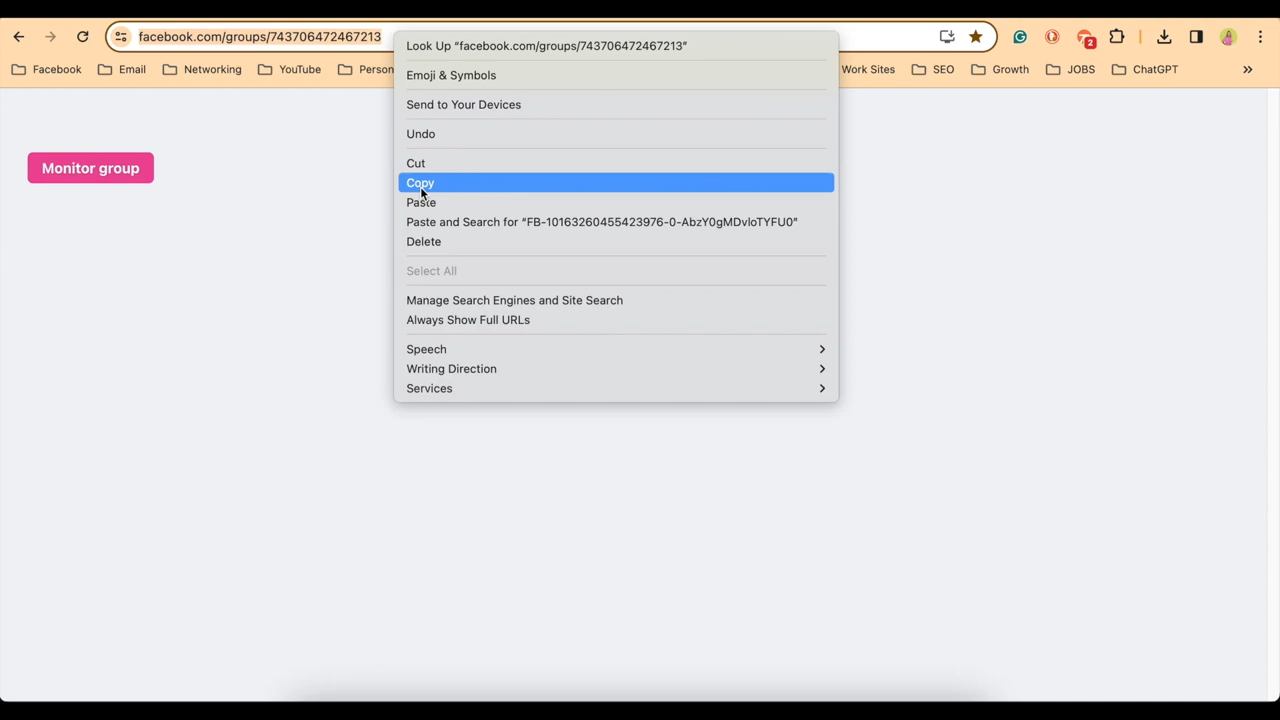 facebook.com/groups/743706472467213
2
Facebook
Email
Networking
YouTube
Person
Work Sites
SEO
Growth
JOBS
ChatGPT
Monitor group
Look Up “facebook.com/groups/743706472467213”
Emoji & Symbols
Send to Your Devices
Undo
Cut
Copy
Paste
Paste and Search for “FB-10163260455423976-0-AbzY0gMDvloTYFU0”
Delete
Select All
Manage Search Engines and Site Search
Always Show Full URLs
Speech
Writing Direction
Services